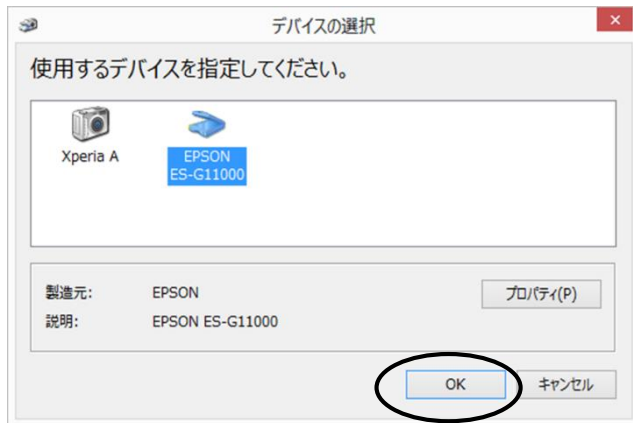 デバイスの選択
使用するデバイスを指定してください。
Xperia A
EPSON
ES-G11000
製造元: EPSON
プロパティ(P)
説明: EPSON ES-G11000
OK キャンセル